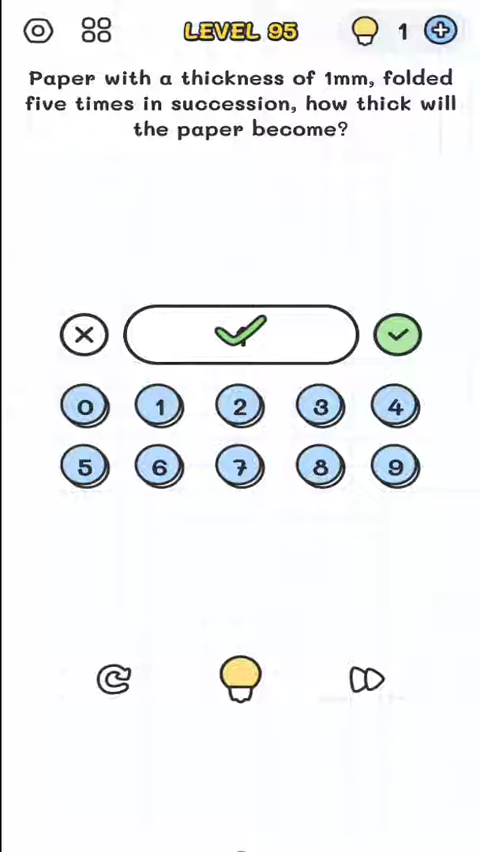 LEVEL 95
1
Paper with a thickness of 1mm, folded
five times in succession, how thick will
the paper become?
0 1 2 3 4
5 6 7 8 9